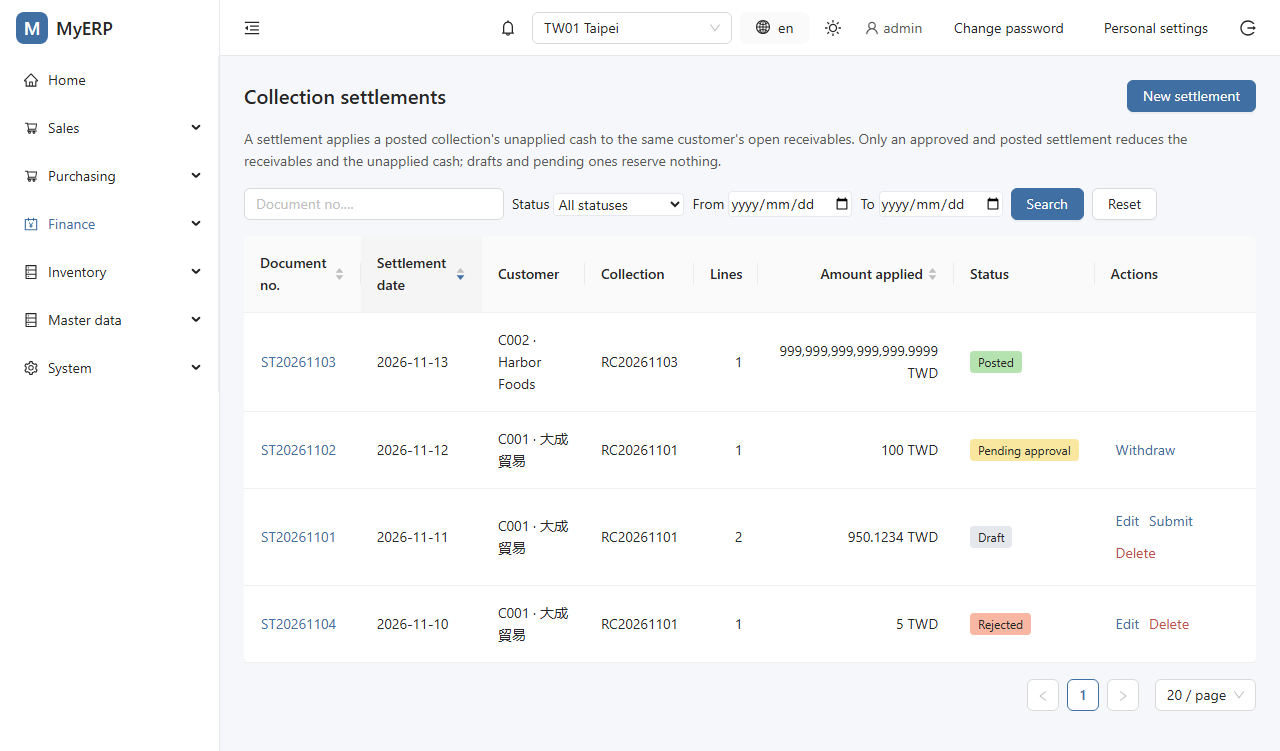 M MyERP
TW01 Taipei
en
admin
Change password
Personal settings
Home
Sales
Purchasing
Finance
Inventory
Master data
System
Collection settlements
New settlement
A settlement applies a posted collection's unapplied cash to the same customer's open receivables. Only an approved and posted settlement reduces the
receivables and the unapplied cash; drafts and pending ones reserve nothing.
Document no....
Status All statuses From yyyy/mm/dd To yyyy/mm/dd Search Reset
Document
no.
Settlement
date
Customer
Collection
Lines
Amount applied
Status
Actions
ST20261103
2026-11-13
C002 ·
Harbor
Foods
RC20261103
1
999,999,999,999,999.9999
TWD
Posted
ST20261102
2026-11-12
C001 · 大成
貿易
RC20261101
1
100 TWD
Pending approval
Withdraw
ST20261101
2026-11-11
C001 · 大成
貿易
RC20261101
2
950.1234 TWD
Draft
Edit Submit
Delete
ST20261104
2026-11-10
C001 · 大成
貿易
RC20261101
1
5 TWD
Rejected
Edit Delete
< 1 > 20 / page